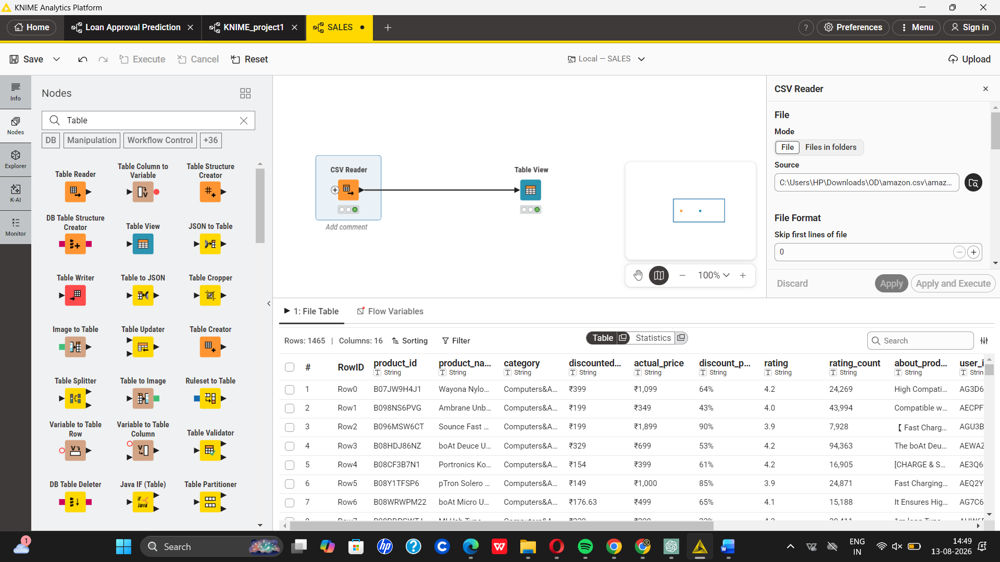 KNIME Analytics Platform
Home
Loan Approval Prediction
KNIME_project1
SALES
?
Preferences
Menu
Sign in
Save
Execute
Cancel
Reset
Local — SALES
Upload
Info
Nodes
Explorer
K-AI
Monitor
Nodes
Table
DB
Manipulation
Workflow Control
+36
Table Reader
Table Column to Variable
Table Structure Creator
DB Table Structure Creator
Table View
JSON to Table
Table Writer
Table to JSON
Table Cropper
Image to Table
Table Updater
Table Creator
Table Splitter
Table to Image
Ruleset to Table
Variable to Table Row
Variable to Table Column
Table Validator
DB Table Deleter
Java IF (Table)
Table Partitioner
CSV Reader
Add comment
Table View
100%
CSV Reader
File
Mode
File
Files in folders
Source
C:\Users\HP\Downloads\OD\amazon.csv\amaz...
File Format
Skip first lines of file
0
Discard
Apply
Apply and Execute
1: File Table
Flow Variables
Rows: 1465 | Columns: 16
Sorting
Filter
Table
Statistics
Search
# RowID product_id product_na... category discounted... actual_price discount_p... rating rating_count about_prod...
String String String String String String String String String
1 Row0 B07JW9H4J1 Wayona Nylo... Computers&A... ₹399 ₹1,099 64% 4.2 24,269 High Compati... AG3D6
2 Row1 B098NS6PVG Ambrane Unb... Computers&A... ₹199 ₹349 43% 4.0 43,994 Compatible w... AECPF
3 Row2 B096MSW6CT Sounce Fast ... Computers&A... ₹199 ₹1,899 90% 3.9 7,928 【 Fast Charg... AGU3B
4 Row3 B08HDJ86NZ boAt Deuce U... Computers&A... ₹329 ₹699 53% 4.2 94,363 The boAt Deu... AEWAZ
5 Row4 B08CF3B7N1 Portronics Ko... Computers&A... ₹154 ₹399 61% 4.2 16,905 [CHARGE & S... AE3Q6
6 Row5 B08Y1TFSP6 pTron Solero ... Computers&A... ₹149 ₹1,000 85% 3.9 24,871 Fast Charging... AEQ2Y
7 Row6 B08WRWPM22 boAt Micro U... Computers&A... ₹176.63 ₹499 65% 4.1 15,188 It Ensures Hig... AG7C6
1
Search
ENG
IN
14:49
13-08-2026